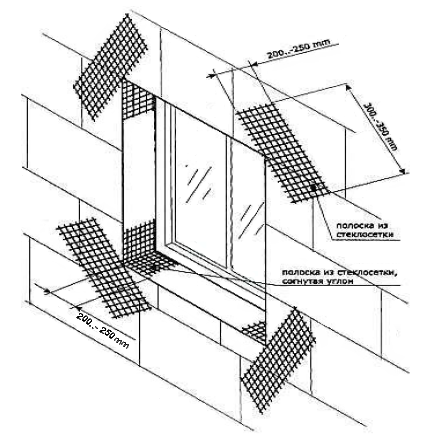 200..-250 mm
300..-350 mm
полоска из
стеклосетки
полоска из стеклосетки,
согнутая углом
200..- 250 mm